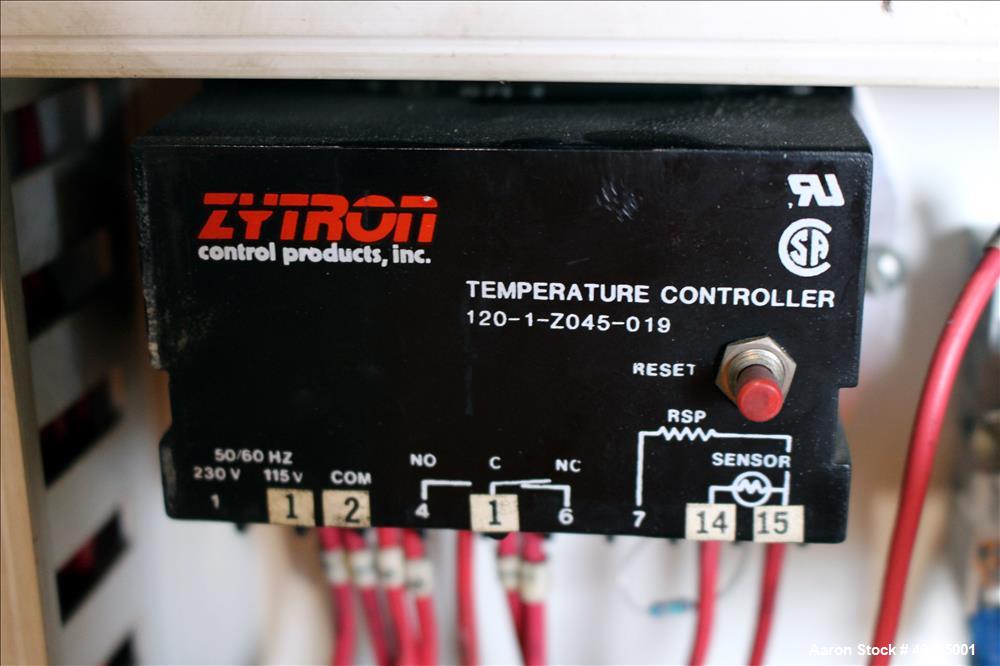 ZYTRON
control products, inc.
TEMPERATURE CONTROLLER
120-1-Z045-019
RESET
RSP
SENSOR
50/60 HZ
230 V 115 V COM
NO C NC
1 1 2 4 1 6 7 14 15
Aaron Stock #